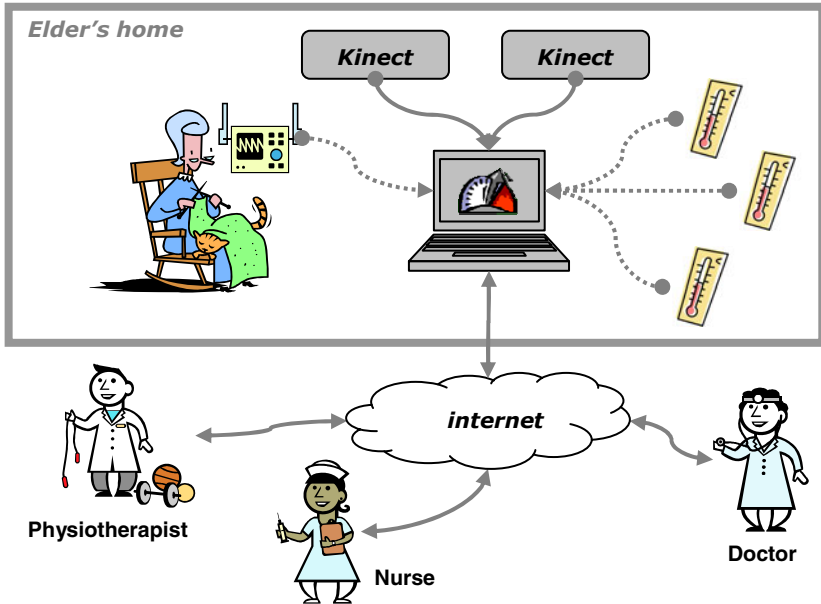 Elder's home
Kinect
Kinect
internet
Physiotherapist
Nurse
Doctor